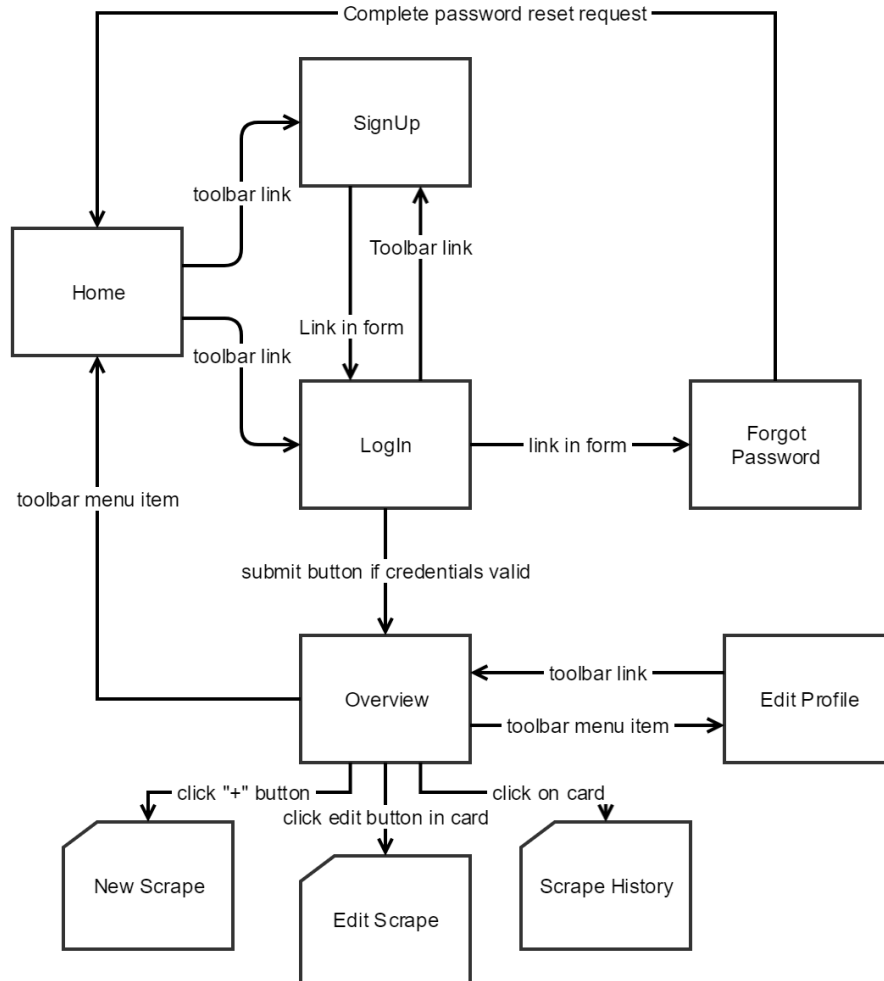 Complete password reset request
SignUp
toolbar link
Toolbar link
Home
Link in form
toolbar link
LogIn
link in form
Forgot
Password
toolbar menu item
submit button if credentials valid
toolbar link
Overview
Edit Profile
toolbar menu item
click "+" button
click on card
click edit button in card
New Scrape
Scrape History
Edit Scrape